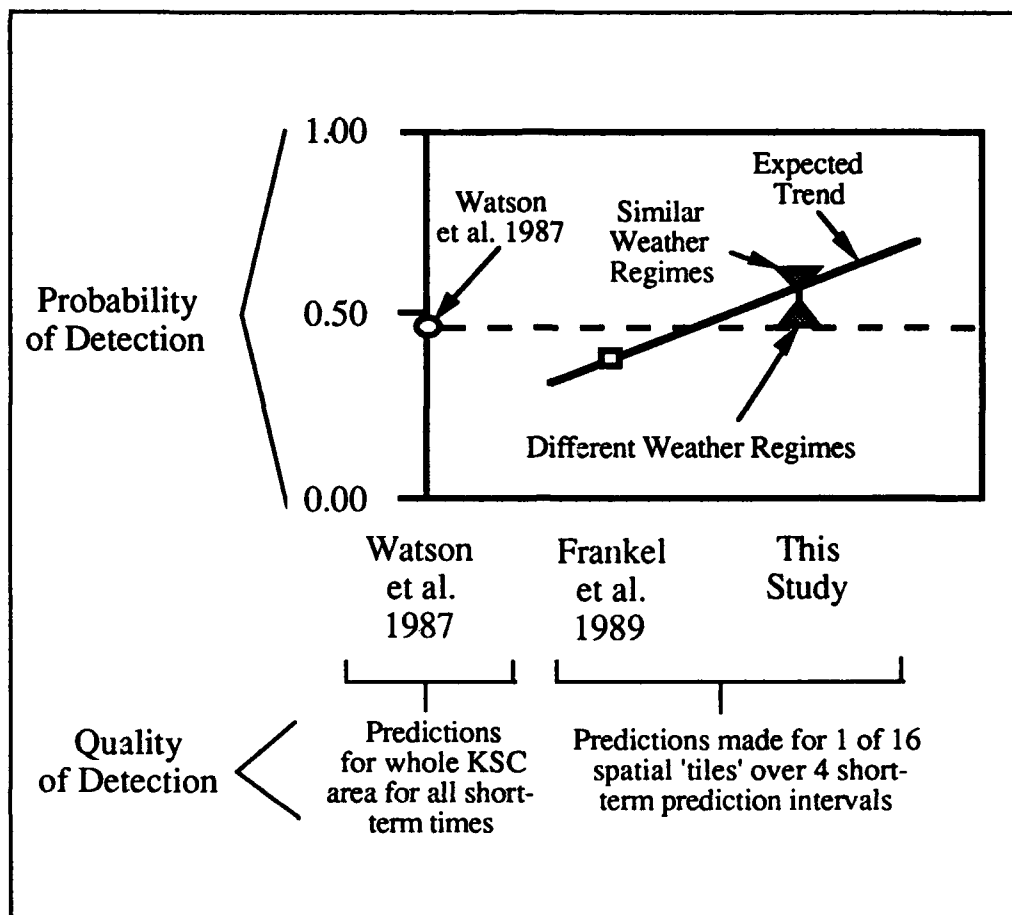 1.00
Expected
Trend
Watson
et al. 1987
Similar
Weather
Regimes
Probability
of Detection
0.50
Different Weather Regimes
0.00
Watson
et al.
1987
Frankel
et al.
1989
This
Study
Quality
of Detection
Predictions
for whole KSC
area for all short-
term times
Predictions made for 1 of 16
spatial 'tiles' over 4 short-
term prediction intervals